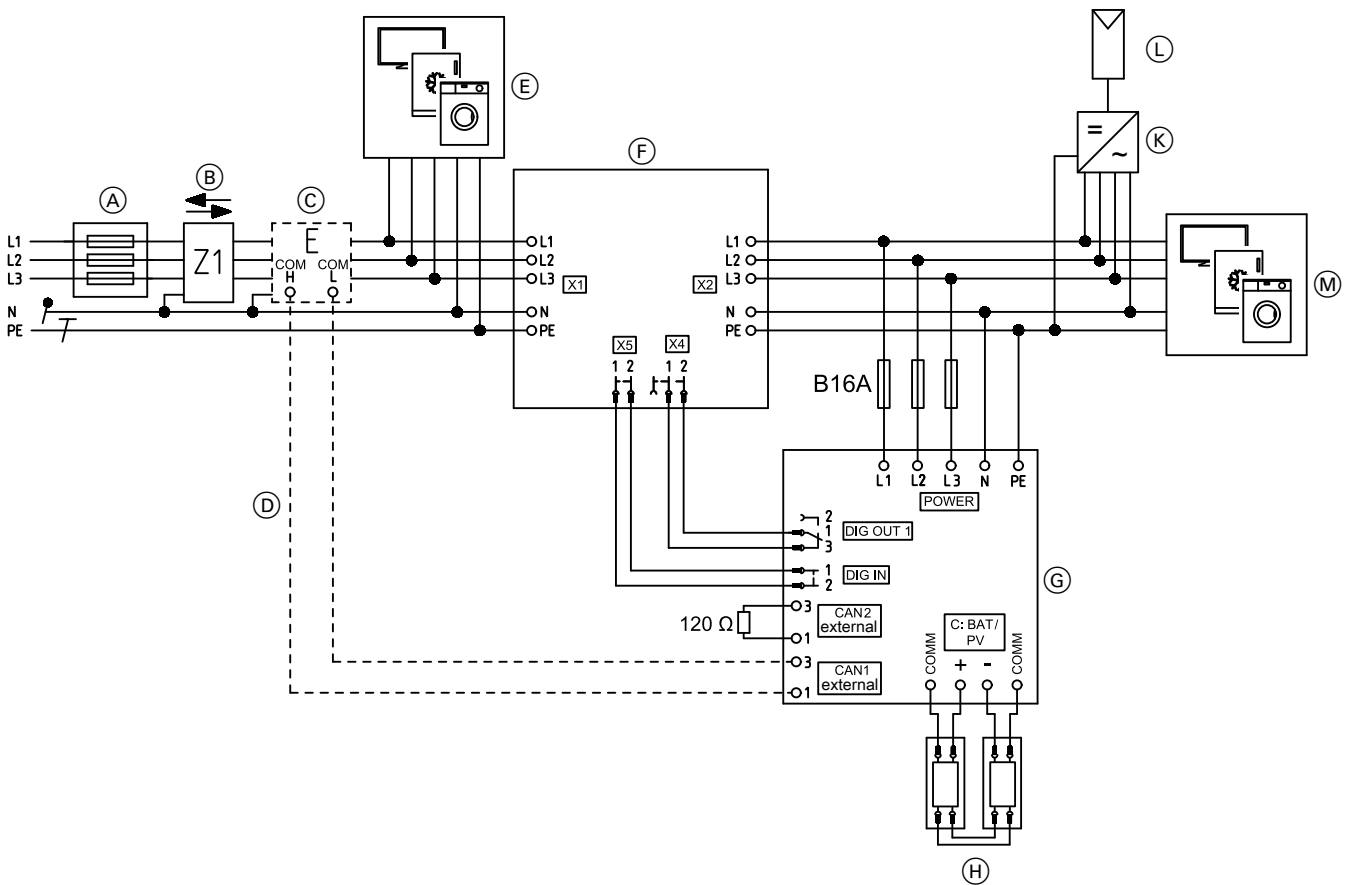 L
E
F
K
A
B
C
L1
L2
L3
N
PE
Z1
E
COM
H
COM
L
L1
L2
L3
N
PE
X1
X2
L1
L2
L3
N
PE
M
X5
1 2
X4
1 2
B16A
L1 L2 L3 N PE
POWER
D
2
1
3
DIG OUT 1
1
2
DIG IN
G
120 Ω
3
1
CAN2
external
3
1
CAN1
external
C: BAT/
PV
COMM + - COMM
H